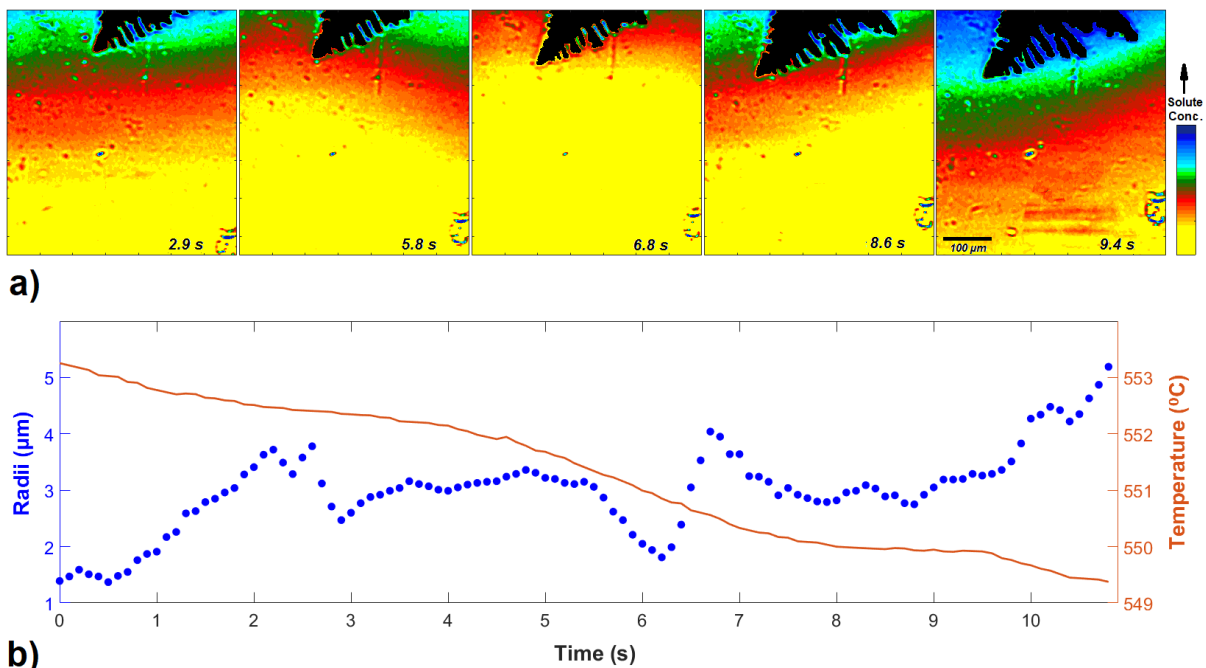 Solute
Conc.
2.9 s
5.8 s
6.8 s
8.6 s
9.4 s
100 µm
a)
Radii (µm)
5
4
3
2
1
553
552
551
550
549
Temperature (⁰C)
0 1 2 3 4 5 6 7 8 9 10
Time (s)
b)